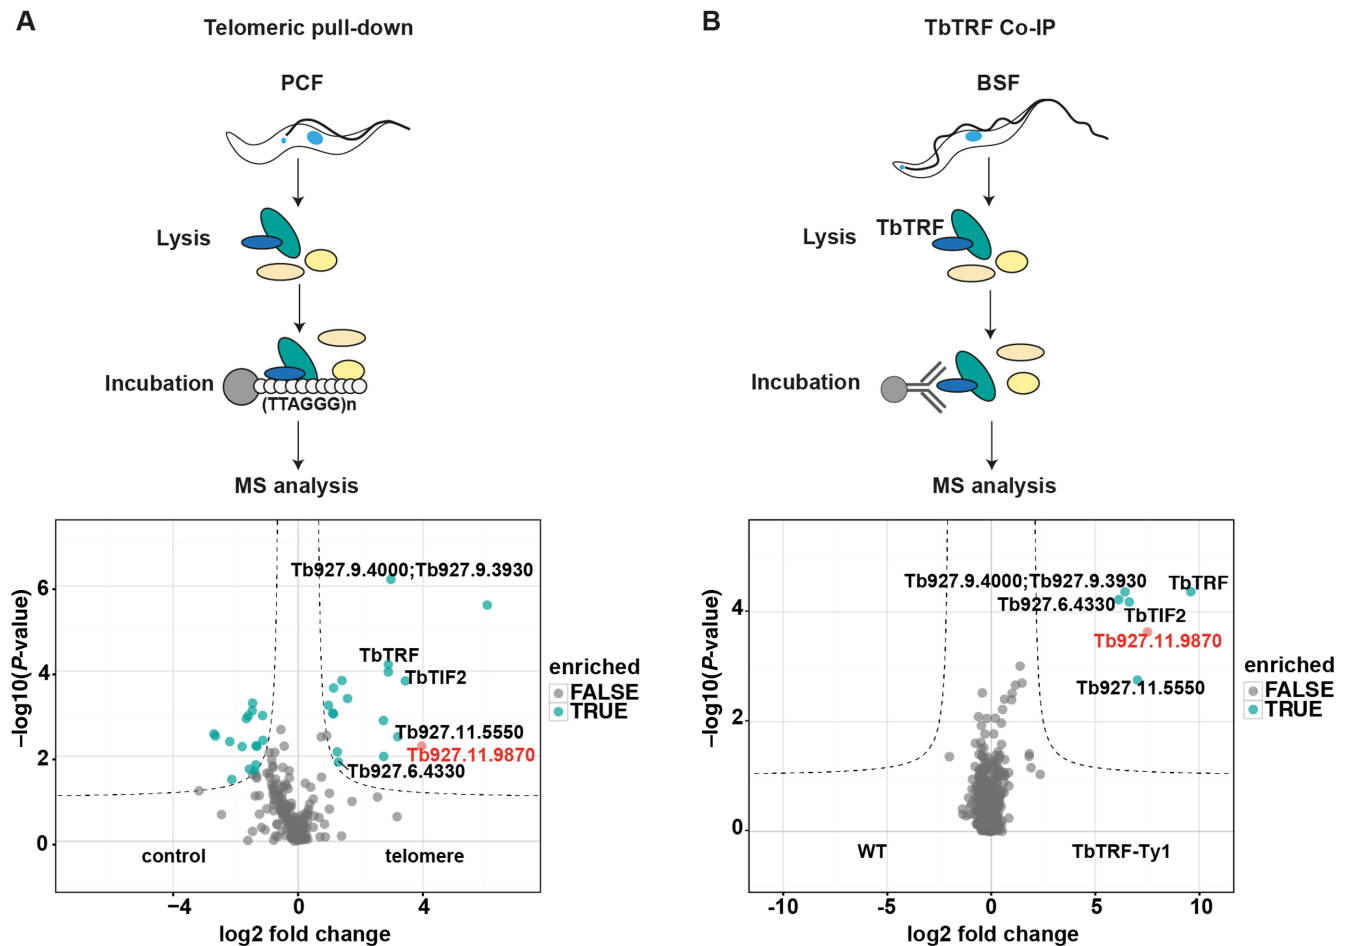 A
Telomeric pull-down
PCF
Lysis
Incubation
(TTAGGG)n
MS analysis
Tb927.9.4000;Tb927.9.3930
TbTRF
TbTIF2
Tb927.11.5550
Tb927.11.9870
Tb927.6.4330
control
telomere
6
4
2
0
−log10(P-value)
−4
0
4
log2 fold change
enriched
FALSE
TRUE
B
TbTRF Co-IP
BSF
Lysis
TbTRF
Incubation
MS analysis
Tb927.9.4000;Tb927.9.3930
TbTRF
Tb927.6.4330
TbTIF2
Tb927.11.9870
Tb927.11.5550
WT
TbTRF-Ty1
4
2
0
−log10(P-value)
-10
-5
0
5
10
log2 fold change
enriched
FALSE
TRUE